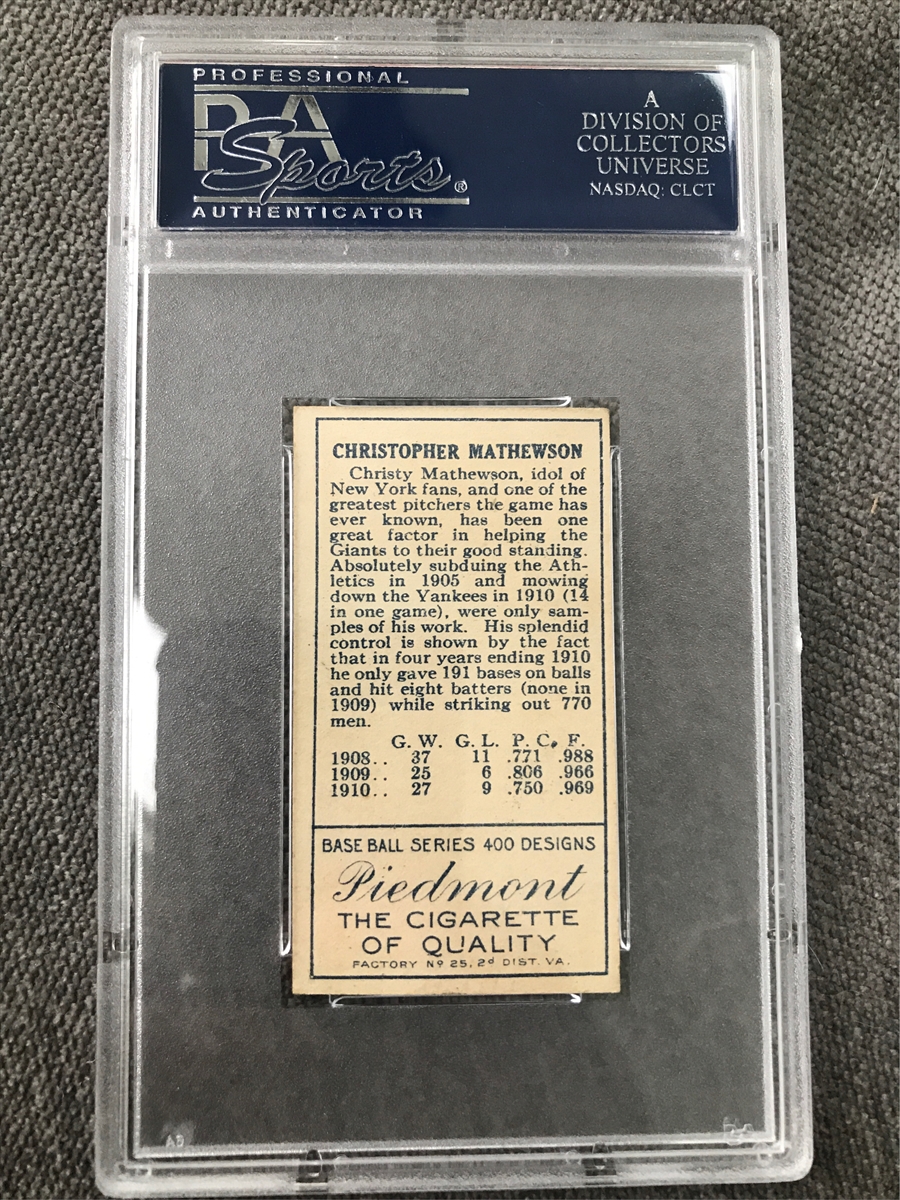 PROFESSIONAL
PSA
Sports®
AUTHENTICATOR
A
DIVISION OF
COLLECTORS
UNIVERSE
NASDAQ: CLCT
CHRISTOPHER MATHEWSON
Christy Mathewson, idol of
New York fans, and one of the
greatest pitchers the game has
ever known, has been one
great factor in helping the
Giants to their good standing.
Absolutely subduing the Ath-
letics in 1905 and mowing
down the Yankees in 1910 (14
in one game), were only sam-
ples of his work. His splendid
control is shown by the fact
that in four years ending 1910
he only gave 191 bases on balls
and hit eight batters (none in
1909) while striking out 770
men.
G. W. G. L. P. C. F.
1908.. 37 11 .771 .988
1909.. 25 6 .806 .966
1910.. 27 9 .750 .969
BASE BALL SERIES 400 DESIGNS
Piedmont
THE CIGARETTE
OF QUALITY
FACTORY Nº 25, 2d DIST. VA.